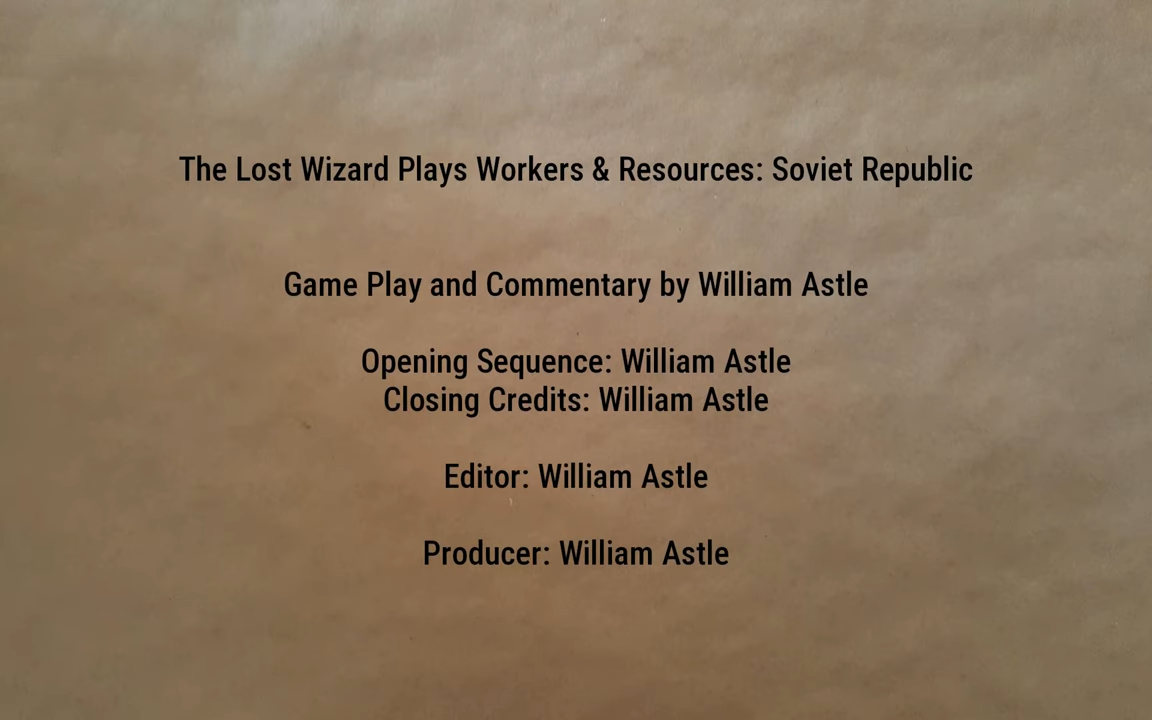 The Lost Wizard Plays Workers & Resources: Soviet Republic
Game Play and Commentary by William Astle
Opening Sequence: William Astle
Closing Credits: William Astle
Editor: William Astle
Producer: William Astle